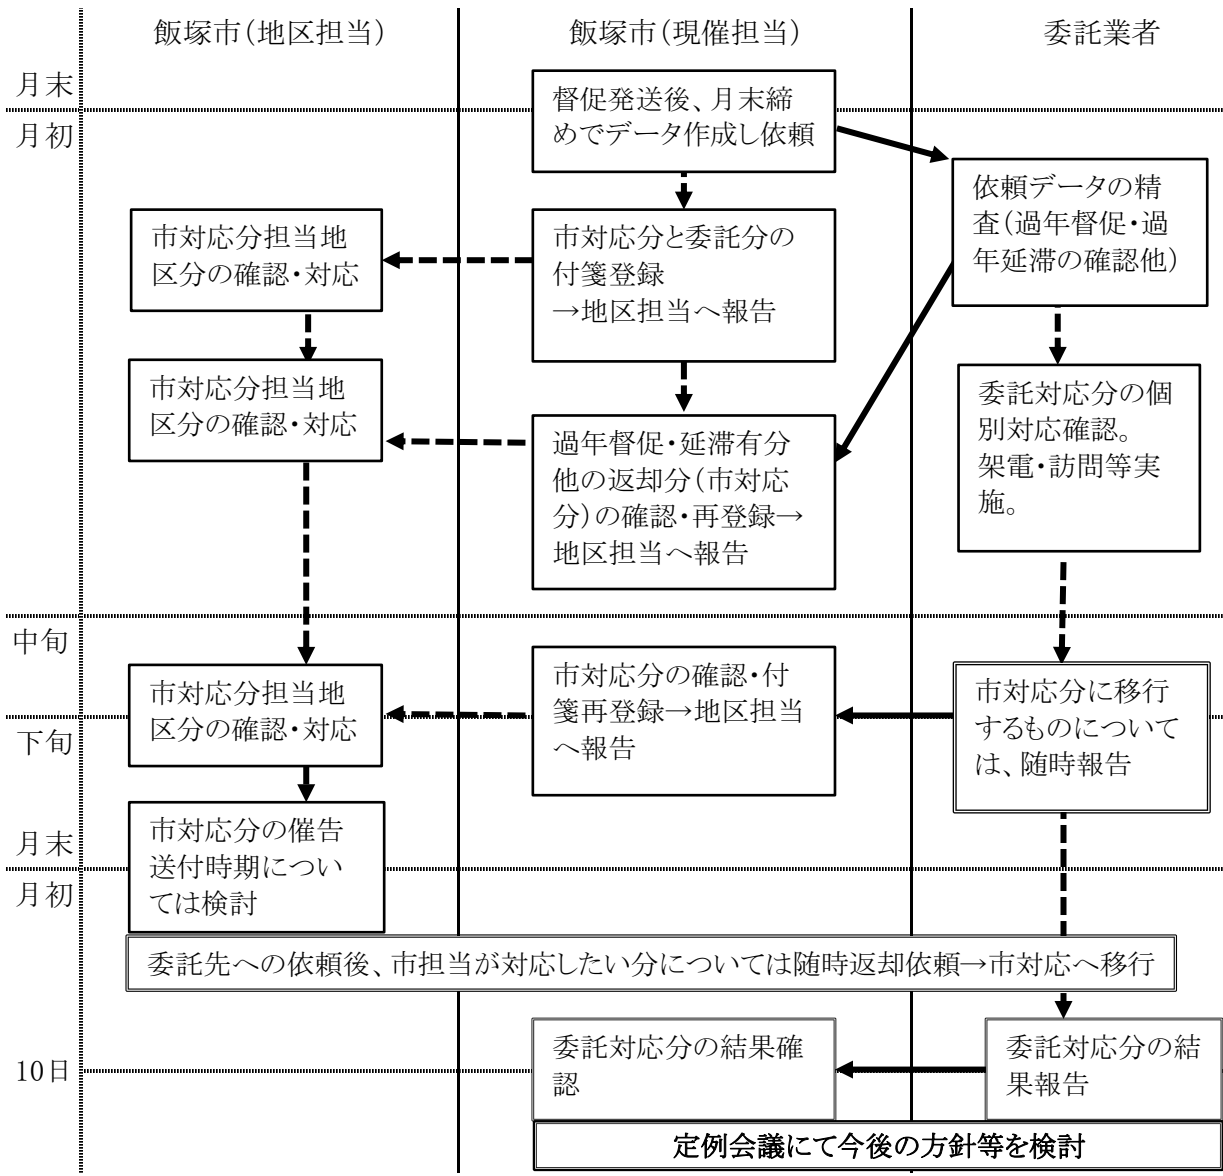 飯塚市(地区担当)
飯塚市(現催担当)
委託業者
月末
月初
督促発送後、月末締
めでデータ作成し依頼
依頼データの精
査(過年督促・過
年延滞の確認他)
市対応分担当地
区分の確認・対応
市対応分と委託分の
付箋登録
→地区担当へ報告
市対応分担当地
区分の確認・対応
過年督促・延滞有分
他の返却分(市対応
分)の確認・再登録→
地区担当へ報告
委託対応分の個
別対応確認。
架電・訪問等実
施。
中旬
下旬
市対応分担当地
区分の確認・対応
市対応分の確認・付
箋再登録→地区担当
へ報告
市対応分に移行
するものについて
は、随時報告
月末
月初
市対応分の催告
送付時期につい
ては検討
委託先への依頼後、市担当が対応したい分については随時返却依頼→市対応へ移行
10日
委託対応分の結果確
認
委託対応分の結
果報告
定例会議にて今後の方針等を検討